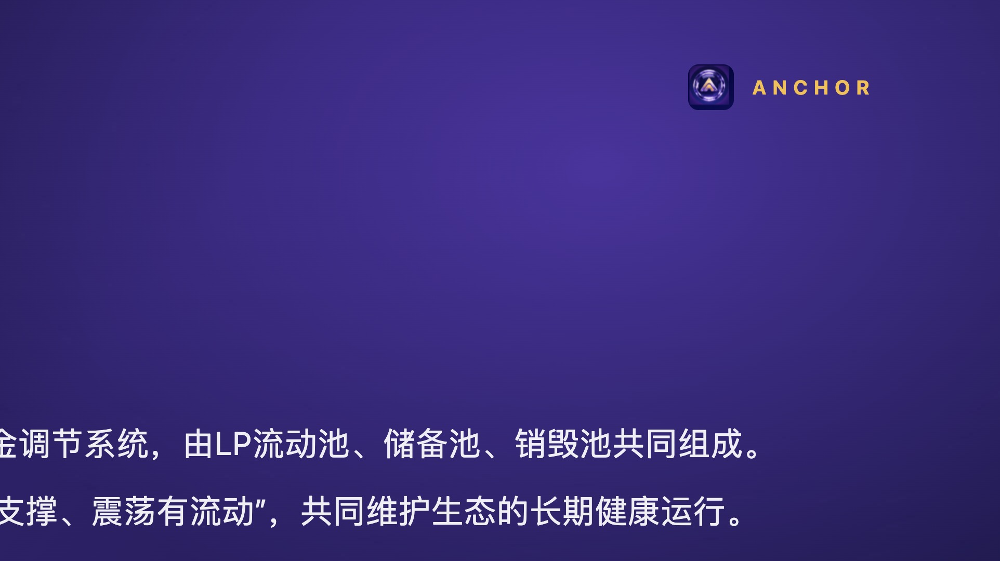 ANCHOR
金调节系统，由LP流动池、储备池、销毁池共同组成。
支撑、震荡有流动”，共同维护生态的长期健康运行。